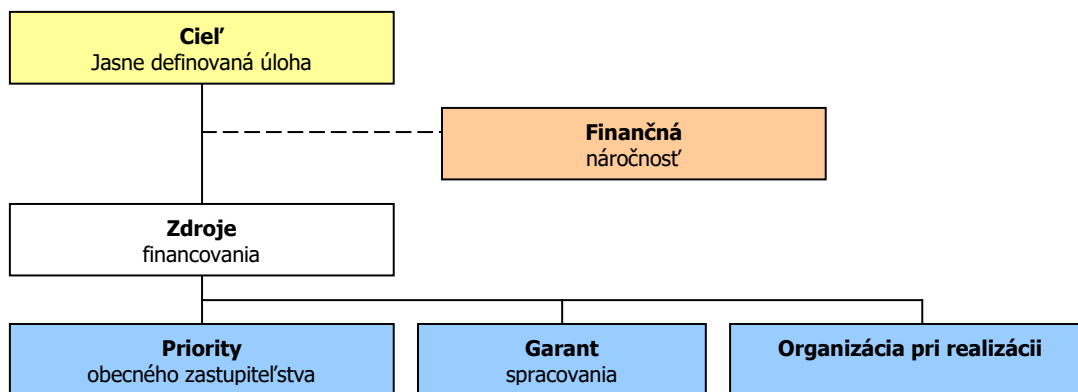 Cieľ
Jasne definovaná úloha
Finančná
náročnosť
Zdroje
financovania
Priority
obecného zastupiteľstva
Garant
spracovania
Organizácia pri realizácii